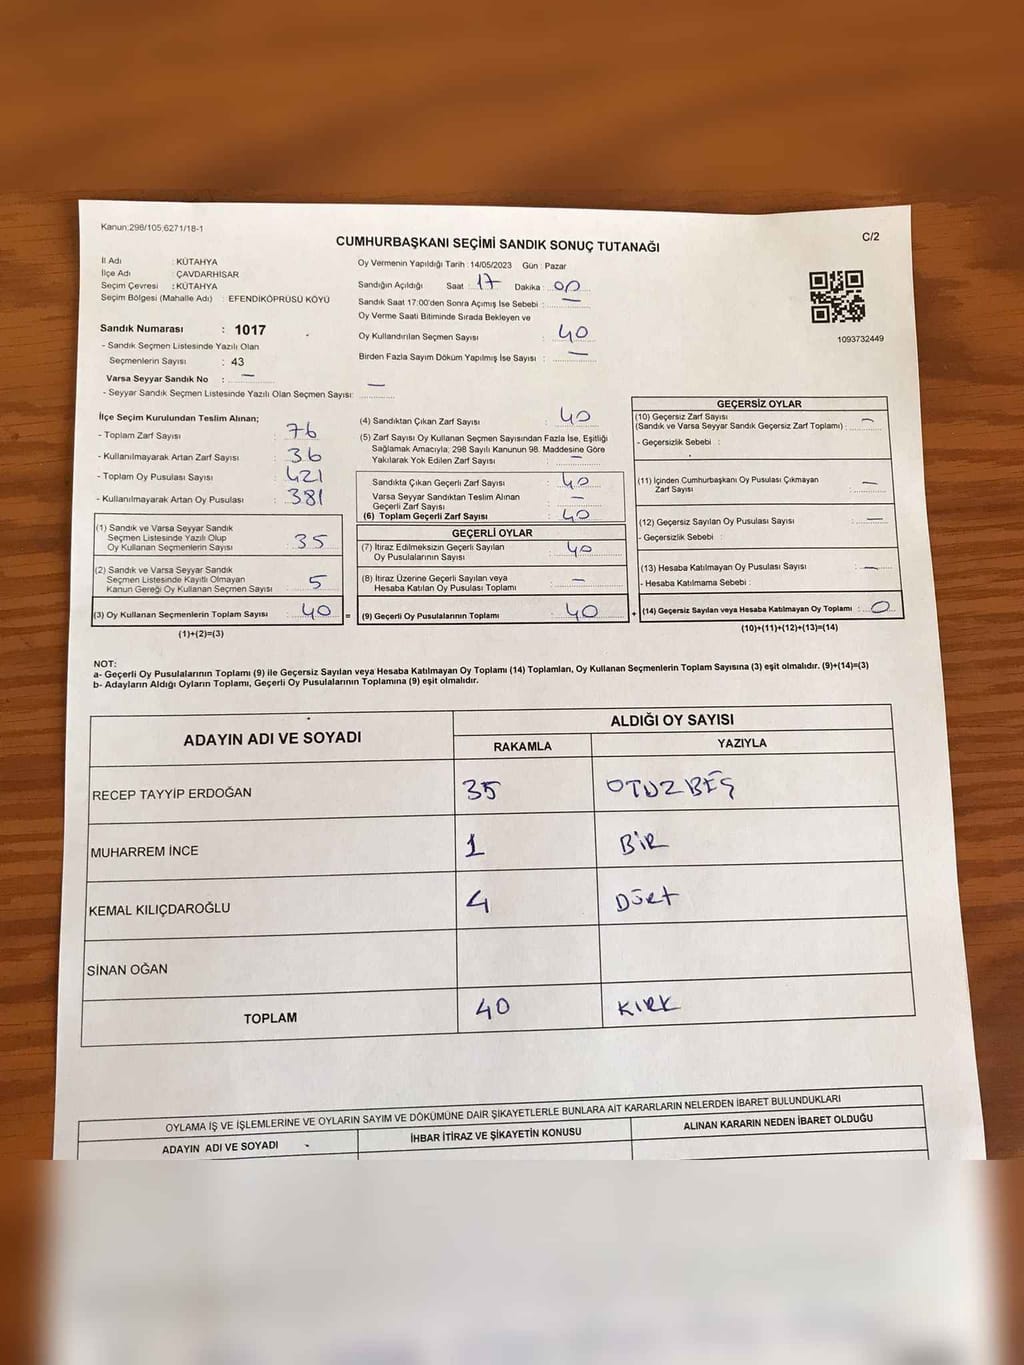 Kanun:298/105;6271/18-1
C/2
CUMHURBAŞKANI SEÇİMİ SANDIK SONUÇ TUTANAĞI
İl Adı : KÜTAHYA
İlçe Adı : ÇAVDARHİSAR
Seçim Çevresi : KÜTAHYA
Seçim Bölgesi (Mahalle Adı) : EFENDİKÖPRÜSÜ KÖYÜ
Sandık Numarası : 1017
- Sandık Seçmen Listesinde Yazılı Olan
Seçmenlerin Sayısı : 43
Varsa Seyyar Sandık No : —
- Seyyar Sandık Seçmen Listesinde Yazılı Olan Seçmen Sayısı: —
Oy Vermenin Yapıldığı Tarih : 14/05/2023 Gün : Pazar
Sandığın Açıldığı Saat : 17 Dakika : 00
Sandık Saat 17:00'den Sonra Açımış İse Sebebi : —
Oy Verme Saati Bitiminde Sırada Bekleyen ve
Oy Kullandırılan Seçmen Sayısı : 40
Birden Fazla Sayım Döküm Yapılmış İse Sayısı : —
1093732449
İlçe Seçim Kurulundan Teslim Alınan;
- Toplam Zarf Sayısı : 76
- Kullanılmayarak Artan Zarf Sayısı : 36
- Toplam Oy Pusulası Sayısı : 421
- Kullanılmayarak Artan Oy Pusulası : 381
(1) Sandık ve Varsa Seyyar Sandık
Seçmen Listesinde Yazılı Olup
Oy Kullanan Seçmenlerin Sayısı : 35
(2) Sandık ve Varsa Seyyar Sandık
Seçmen Listesinde Kayıtlı Olmayan
Kanun Gereği Oy Kullanan Seçmen Sayısı : 5
(3) Oy Kullanan Seçmenlerin Toplam Sayısı : 40 =
(1)+(2)=(3)
(4) Sandıktan Çıkan Zarf Sayısı : 40
(5) Zarf Sayısı Oy Kullanan Seçmen Sayısından Fazla İse, Eşitliği
Sağlamak Amacıyla; 298 Sayılı Kanunun 98. Maddesine Göre
Yakılarak Yok Edilen Zarf Sayısı : —
Sandıkta Çıkan Geçerli Zarf Sayısı : 40
Varsa Seyyar Sandıktan Teslim Alınan
Geçerli Zarf Sayısı : —
(6) Toplam Geçerli Zarf Sayısı : 40
GEÇERLİ OYLAR
(7) İtiraz Edilmeksizin Geçerli Sayılan
Oy Pusulalarının Sayısı : 40
(8) İtiraz Üzerine Geçerli Sayılan veya
Hesaba Katılan Oy Pusulası Toplamı : —
(9) Geçerli Oy Pusulalarının Toplamı : 40 +
GEÇERSİZ OYLAR
(10) Geçersiz Zarf Sayısı
(Sandık ve Varsa Seyyar Sandık Geçersiz Zarf Toplamı) : —
- Geçersizlik Sebebi :
(11) İçinden Cumhurbaşkanı Oy Pusulası Çıkmayan
Zarf Sayısı : —
(12) Geçersiz Sayılan Oy Pusulası Sayısı : —
- Geçersizlik Sebebi :
(13) Hesaba Katılmayan Oy Pusulası Sayısı : —
- Hesaba Katılmama Sebebi :
(14) Geçersiz Sayılan veya Hesaba Katılmayan Oy Toplamı : 0
(10)+(11)+(12)+(13)=(14)
NOT:
a- Geçerli Oy Pusulalarının Toplamı (9) ile Geçersiz Sayılan veya Hesaba Katılmayan Oy Toplamı (14) Toplamları, Oy Kullanan Seçmenlerin Toplam Sayısına (3) eşit olmalıdır. (9)+(14)=(3)
b- Adayların Aldığı Oyların Toplamı, Geçerli Oy Pusulalarının Toplamına (9) eşit olmalıdır.
ADAYIN ADI VE SOYADI
ALDIĞI OY SAYISI
RAKAMLA YAZIYLA
RECEP TAYYİP ERDOĞAN 35 OTUZBEŞ
MUHARREM İNCE 1 BİR
KEMAL KILIÇDAROĞLU 4 Dört
SİNAN OĞAN
TOPLAM 40 KIRK
OYLAMA İŞ VE İŞLEMLERİNE VE OYLARIN SAYIM VE DÖKÜMÜNE DAİR ŞİKAYETLERLE BUNLARA AİT KARARLARIN NELERDEN İBARET BULUNDUKLARI
ADAYIN ADI VE SOYADI İHBAR İTİRAZ VE ŞİKAYETİN KONUSU ALINAN KARARIN NEDEN İBARET OLDUĞU